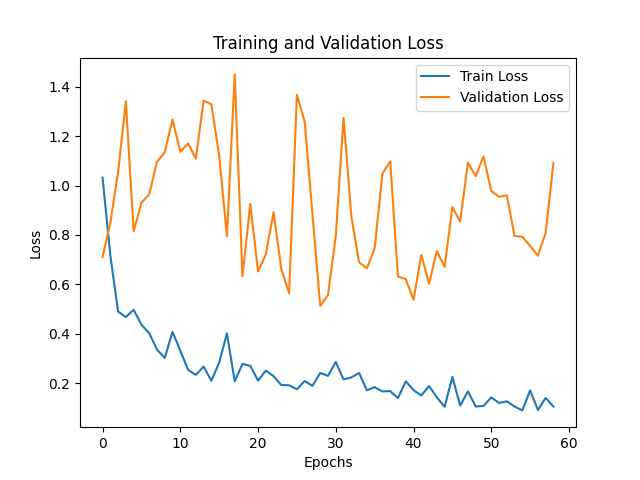 Training and Validation Loss
Train Loss
Validation Loss
1.4
1.2
1.0
0.8
0.6
0.4
0.2
Loss
0 10 20 30 40 50 60
Epochs